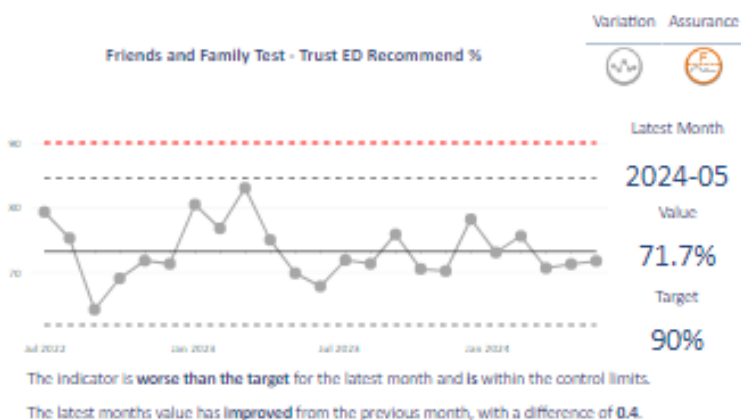 Variation Assurance
Friends and Family Test - Trust ED Recommend %
F
Latest Month
2024-05
Value
71.7%
Target
90%
90
80
70
Jul 2022 Jan 2023 Jul 2023 Jan 2024
The indicator is worse than the target for the latest month and is within the control limits.
The latest months value has improved from the previous month, with a difference of 0.4.